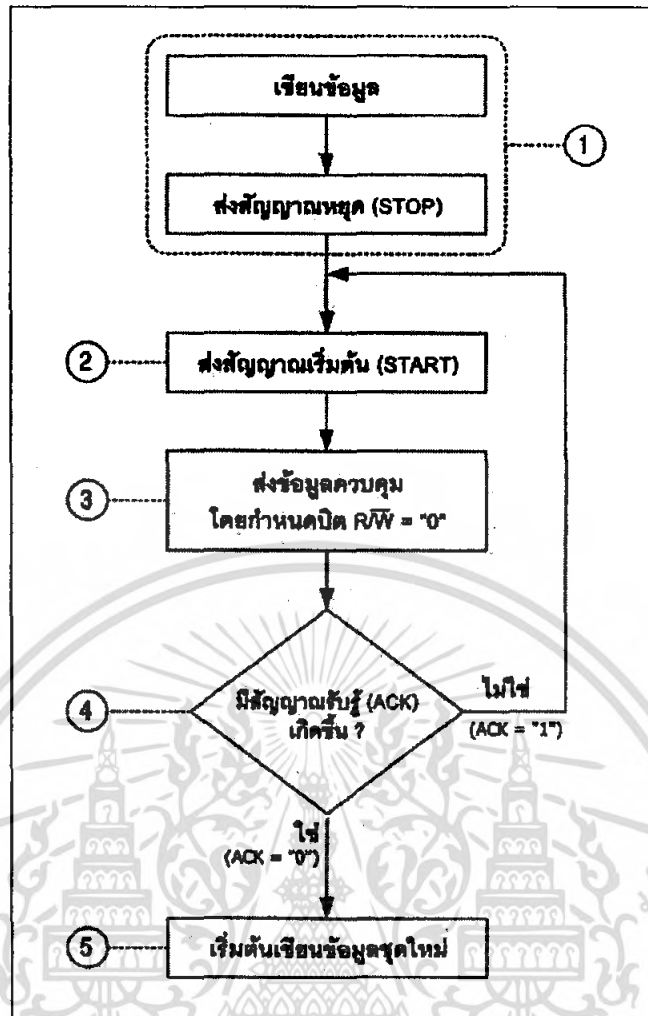 เขียนข้อมูล
1
ส่งสัญญาณหยุด (STOP)
2
ส่งสัญญาณเริ่มต้น (START)
3
ส่งข้อมูลควบคุม
โดยกำหนดบิต R/W̅ = "0"
4
มีสัญญาณรับรู้ (ACK)
เกิดขึ้น ?
ไม่ใช่
(ACK = "1")
ใช่
(ACK = "0")
5
เริ่มต้นเขียนข้อมูลชุดใหม่